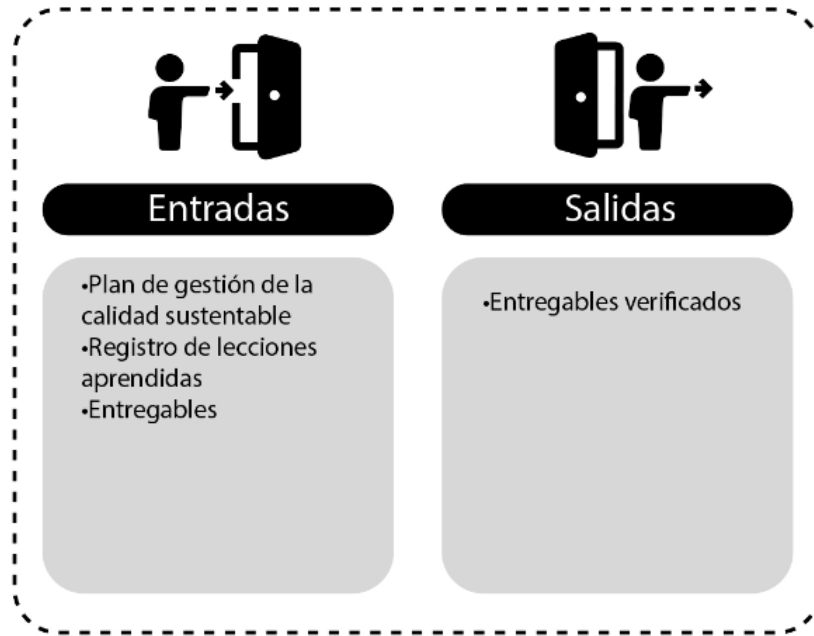 Entradas
•Plan de gestión de la
calidad sustentable
•Registro de lecciones
aprendidas
•Entregables
Salidas
•Entregables verificados